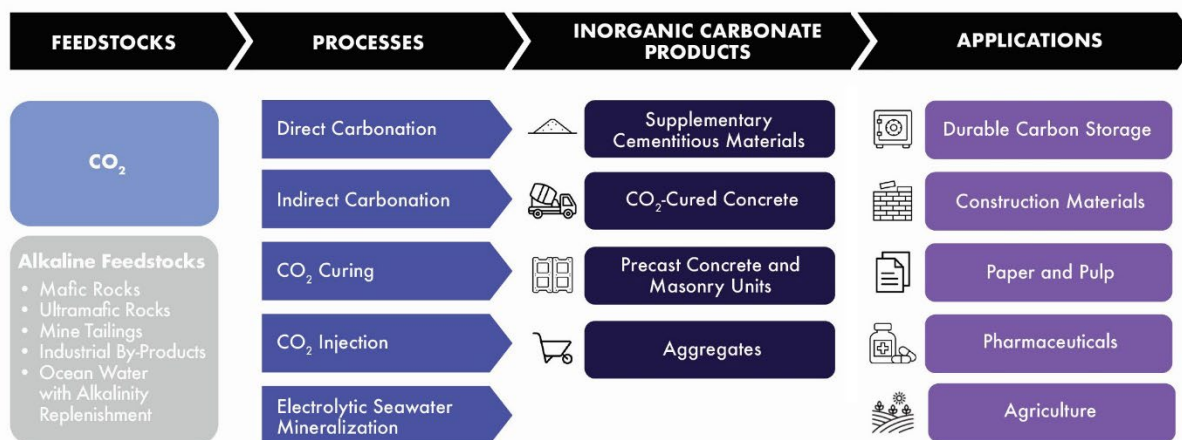 FEEDSTOCKS
PROCESSES
INORGANIC CARBONATE
PRODUCTS
APPLICATIONS
CO₂
Alkaline Feedstocks
• Mafic Rocks
• Ultramafic Rocks
• Mine Tailings
• Industrial By-Products
• Ocean Water
with Alkalinity
Replenishment
Direct Carbonation
Indirect Carbonation
CO₂ Curing
CO₂ Injection
Electrolytic Seawater
Mineralization
Supplementary
Cementitious Materials
CO₂-Cured Concrete
Precast Concrete and
Masonry Units
Aggregates
Durable Carbon Storage
Construction Materials
Paper and Pulp
Pharmaceuticals
Agriculture